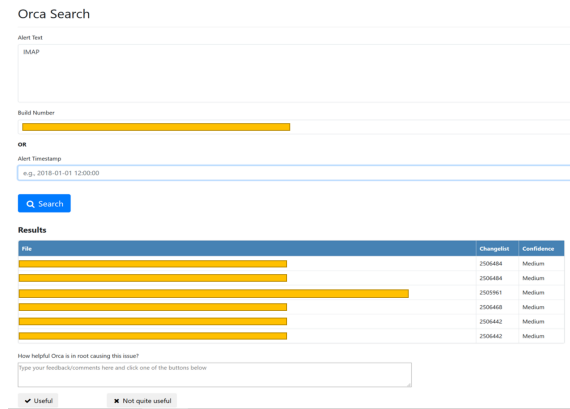 Orca Search
Alert Text
IMAP
Build Number
OR
Alert Timestamp
e.g., 2018-01-01 12:00:00
Search
Results
File Changelist Confidence
2506484 Medium
2506484 Medium
2505961 Medium
2506468 Medium
2506442 Medium
2506442 Medium
How helpful Orca is in root causing this issue?
Type your feedback/comments here and click one of the buttons below
✔ Useful ✖ Not quite useful